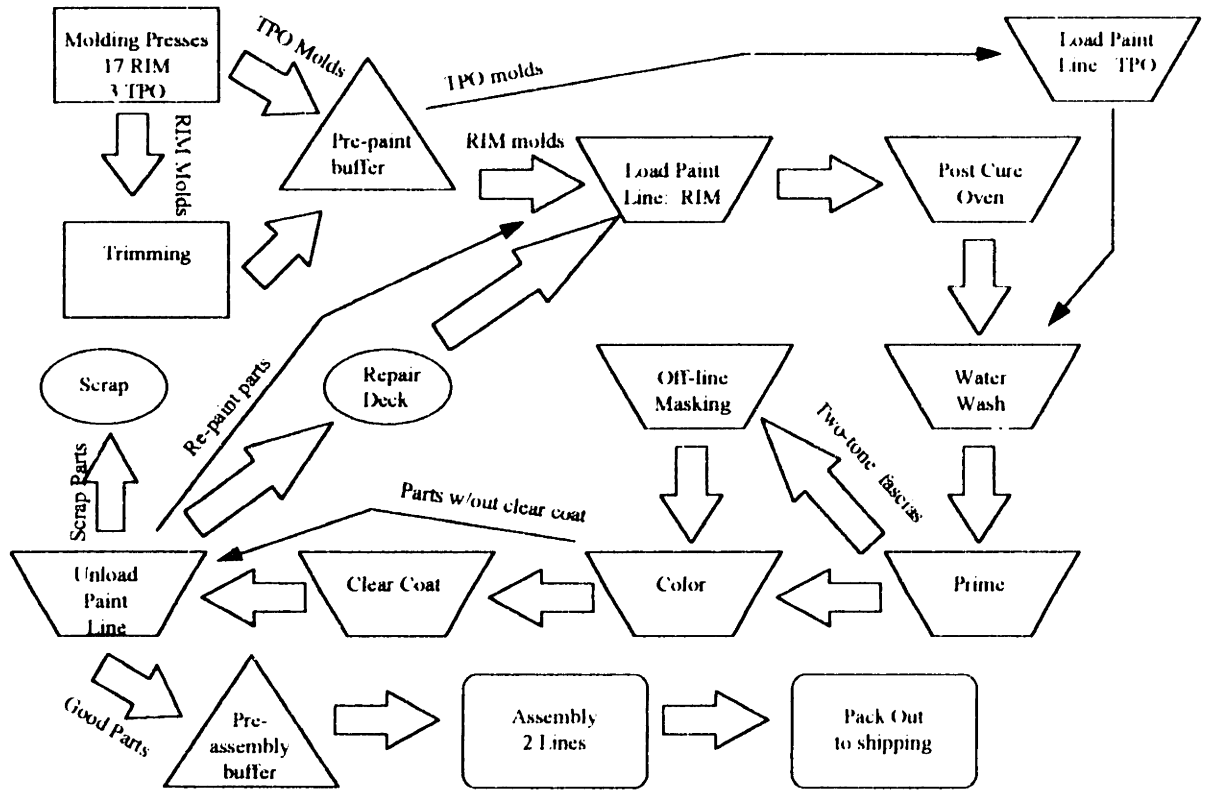 Molding Presses
17 RIM
3 TPO
TPO Molds
TPO molds
Load Paint
Line: TPO
RIM Molds
Pre-paint
buffer
RIM molds
Load Paint
Line: RIM
Post Cure
Oven
Trimming
Scrap
Re-paint parts
Repair
Deck
Off-line
Masking
Water
Wash
Two-tone fascias
Scrap Parts
Parts w/out clear coat
Unload
Paint
Line
Clear Coat
Color
Prime
Good Parts
Pre-
assembly
buffer
Assembly
2 Lines
Pack Out
to shipping